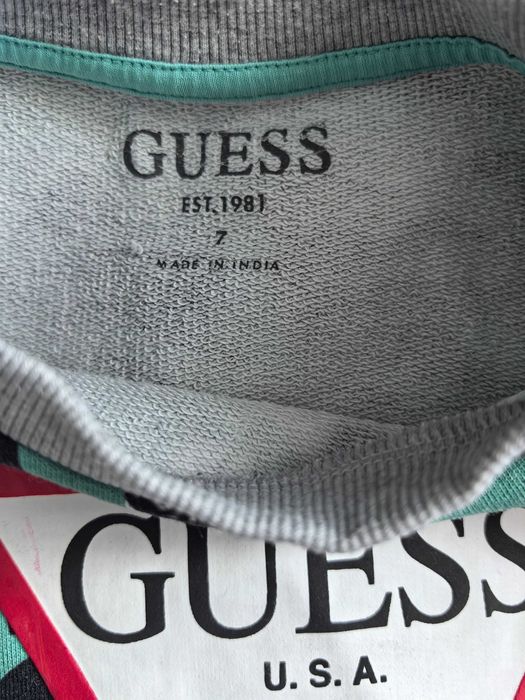 GUESS
EST. 1981
7
MADE IN INDIA
GUESS
U.S.A.